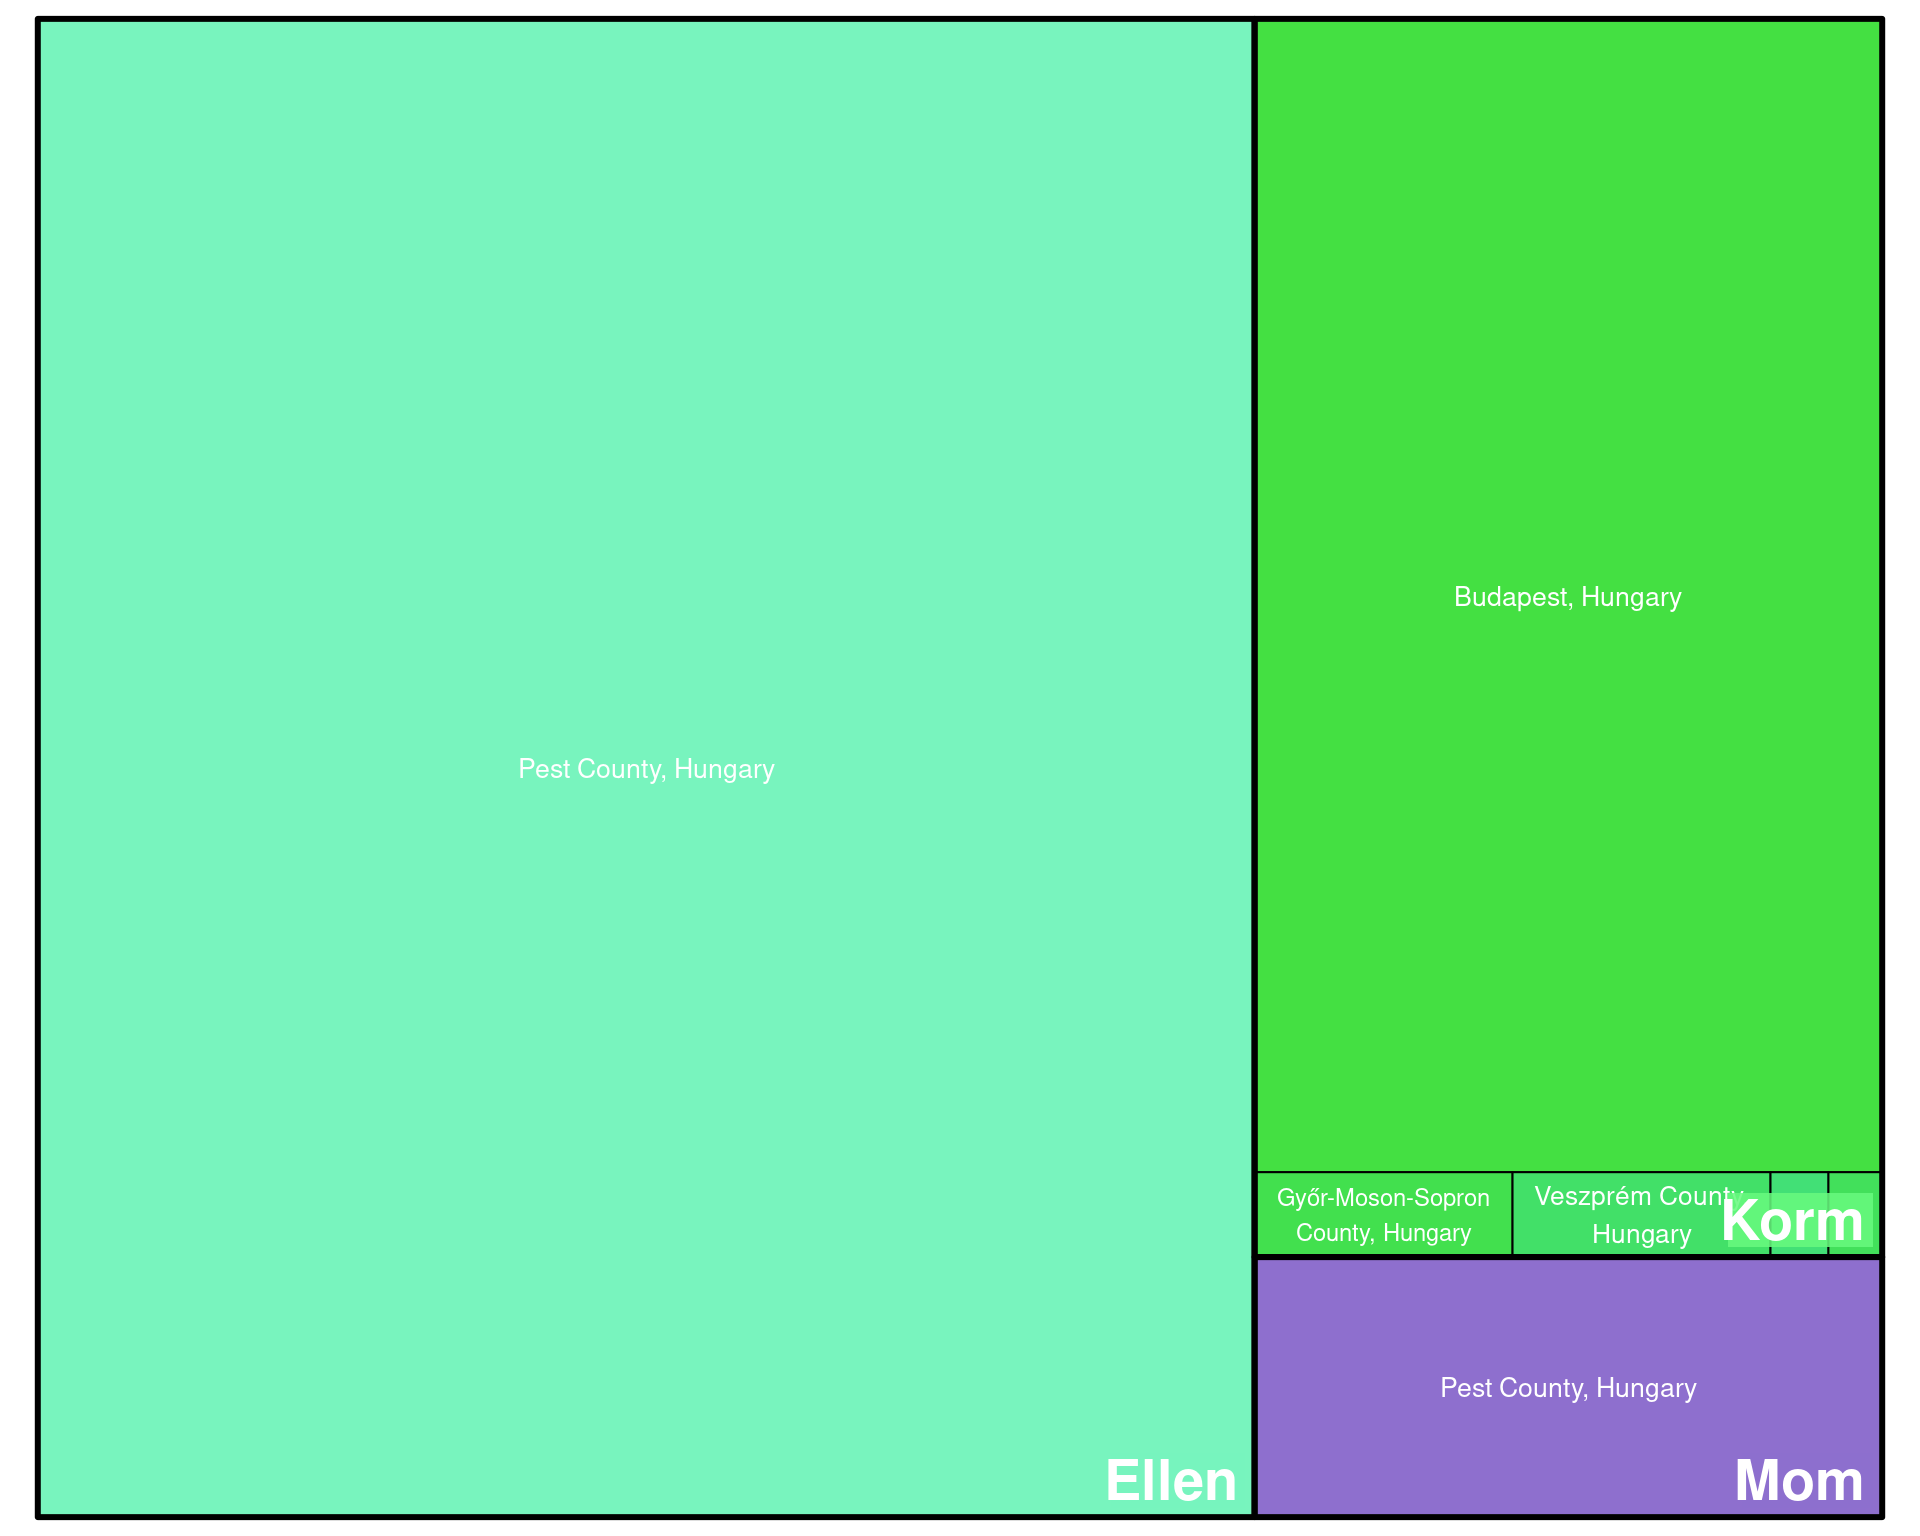 Pest County, Hungary
Ellen
Budapest, Hungary
Győr-Moson-Sopron
County, Hungary
Veszprém County
Hungary
Korm
Pest County, Hungary
Mom